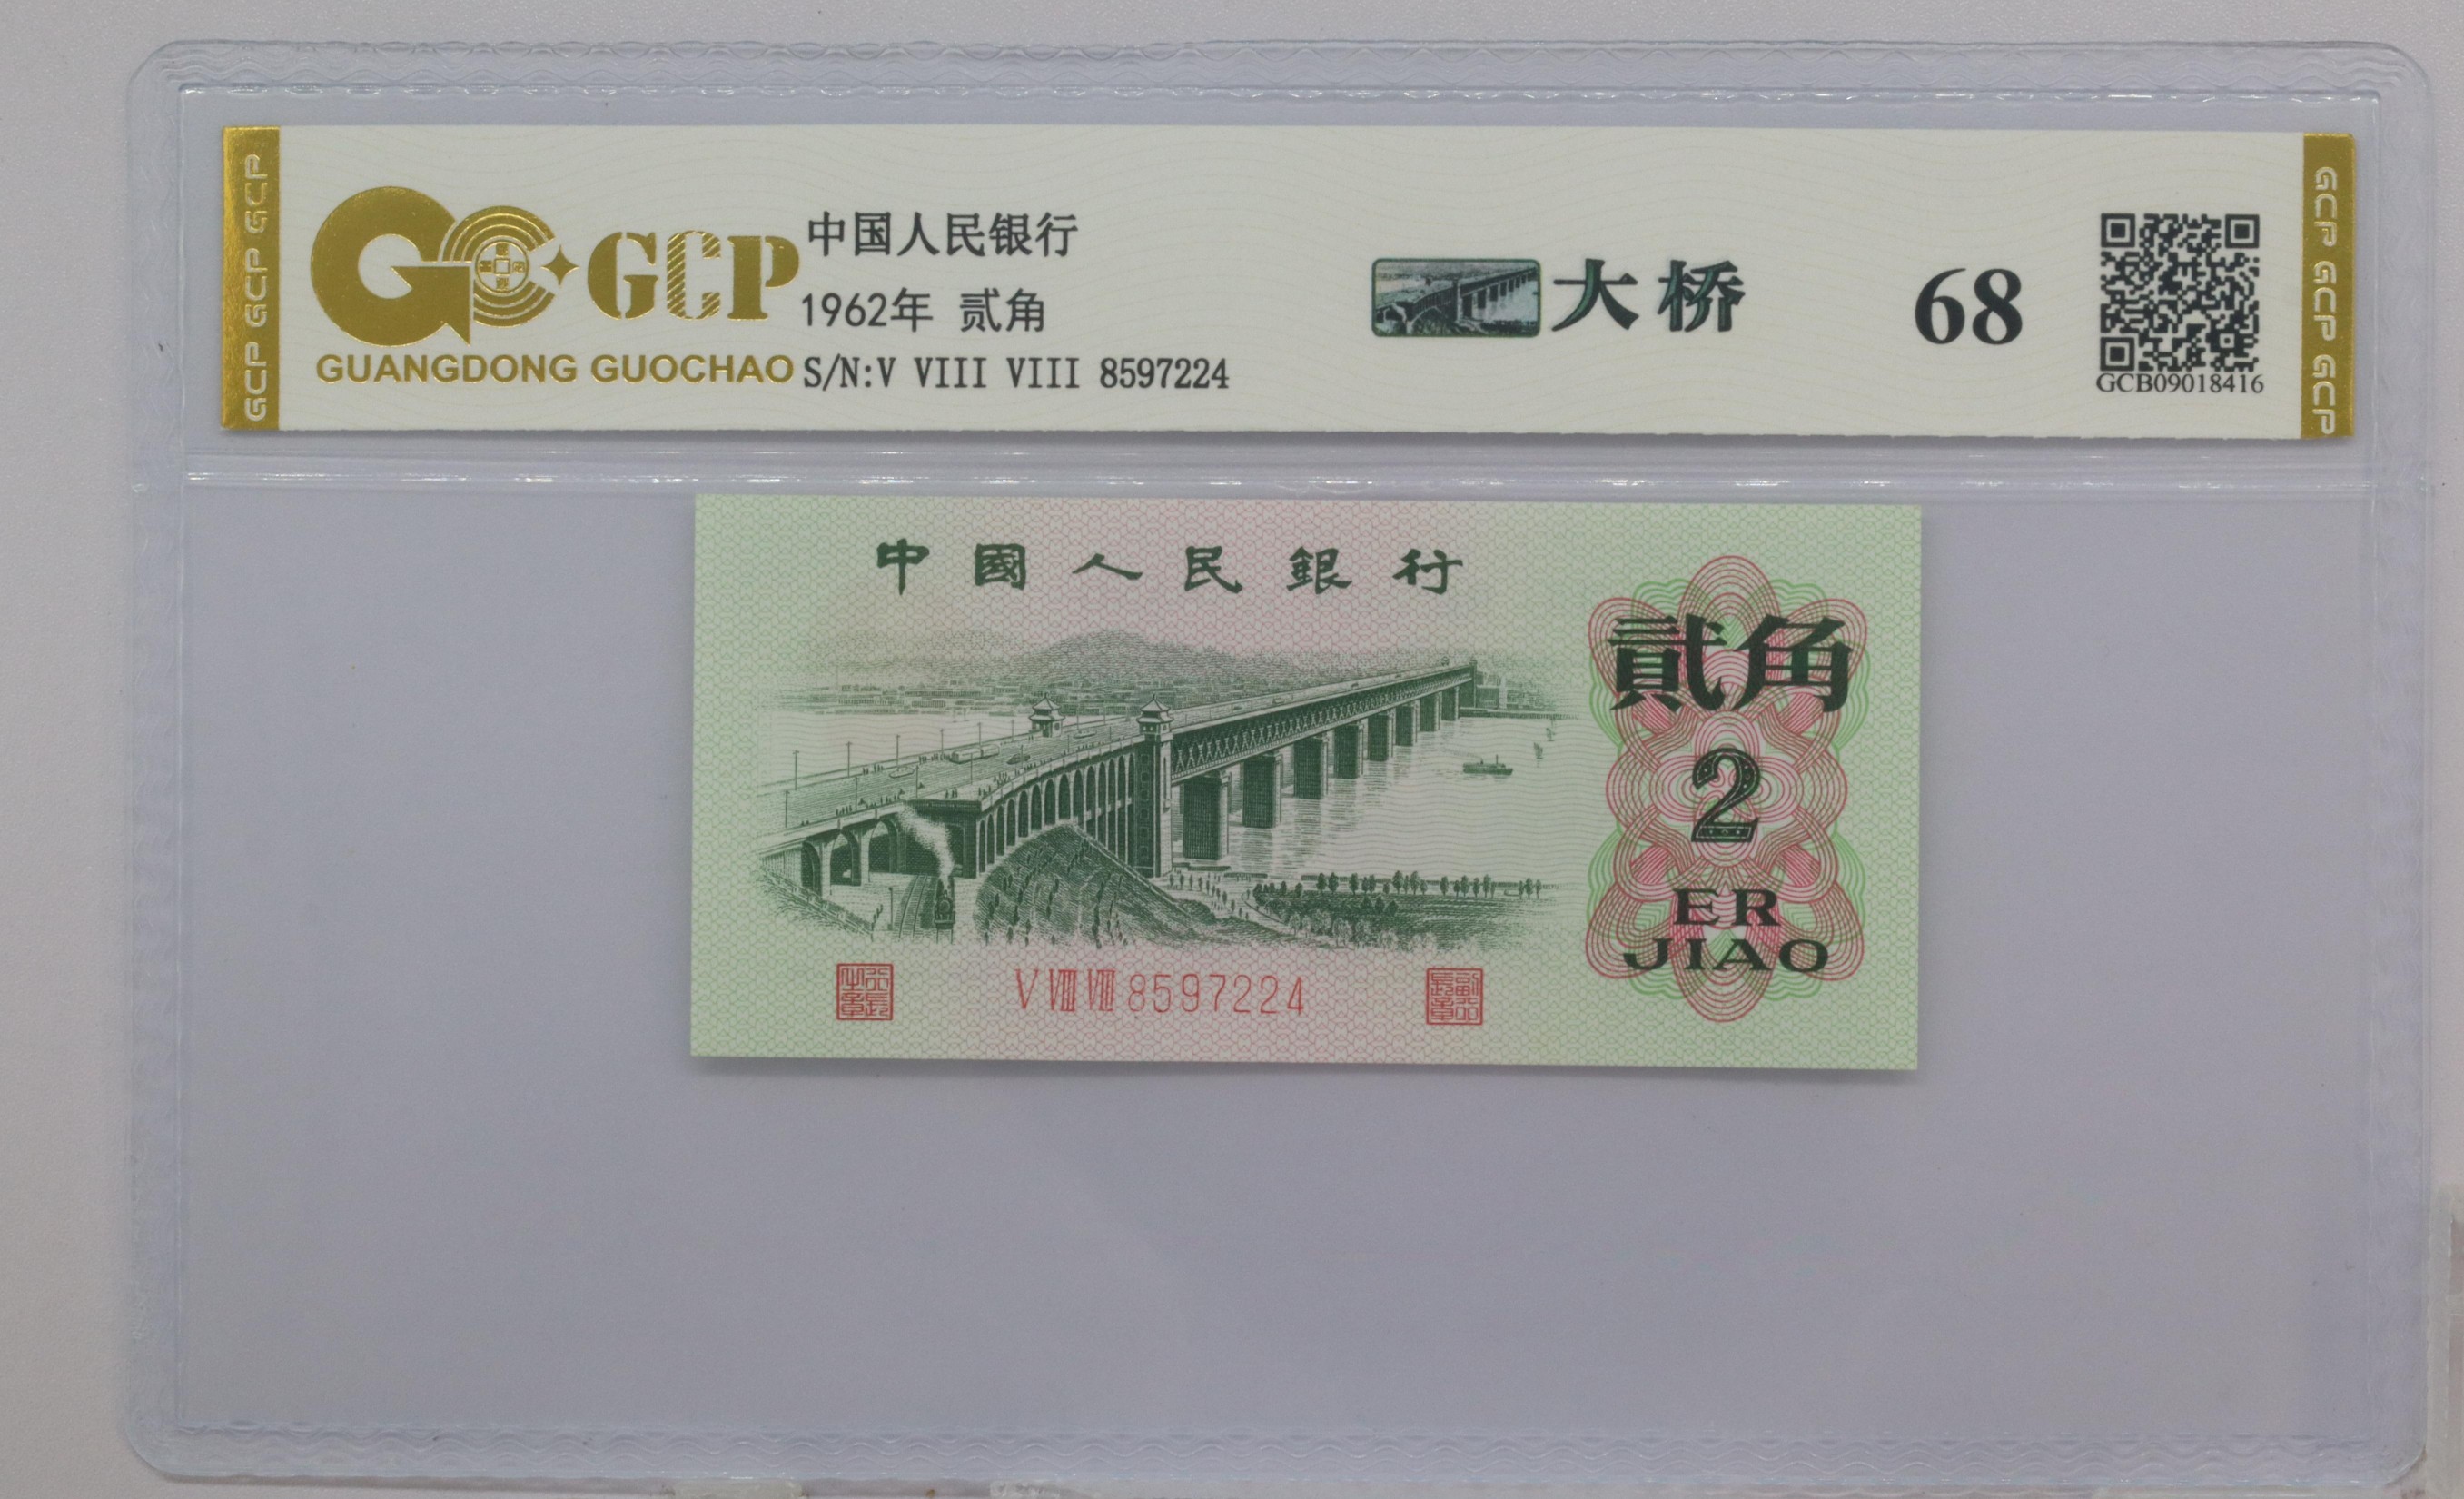 GCP GCP GCP
GCP
GUANGDONG GUOCHAO
中国人民银行
1962年 贰角
S/N:V VIII VIII 8597224
大桥
68
GCB09018416
GCP GCP GCP
中國人民銀行
貳角
2
ER
JIAO
V VIII VIII 8597224